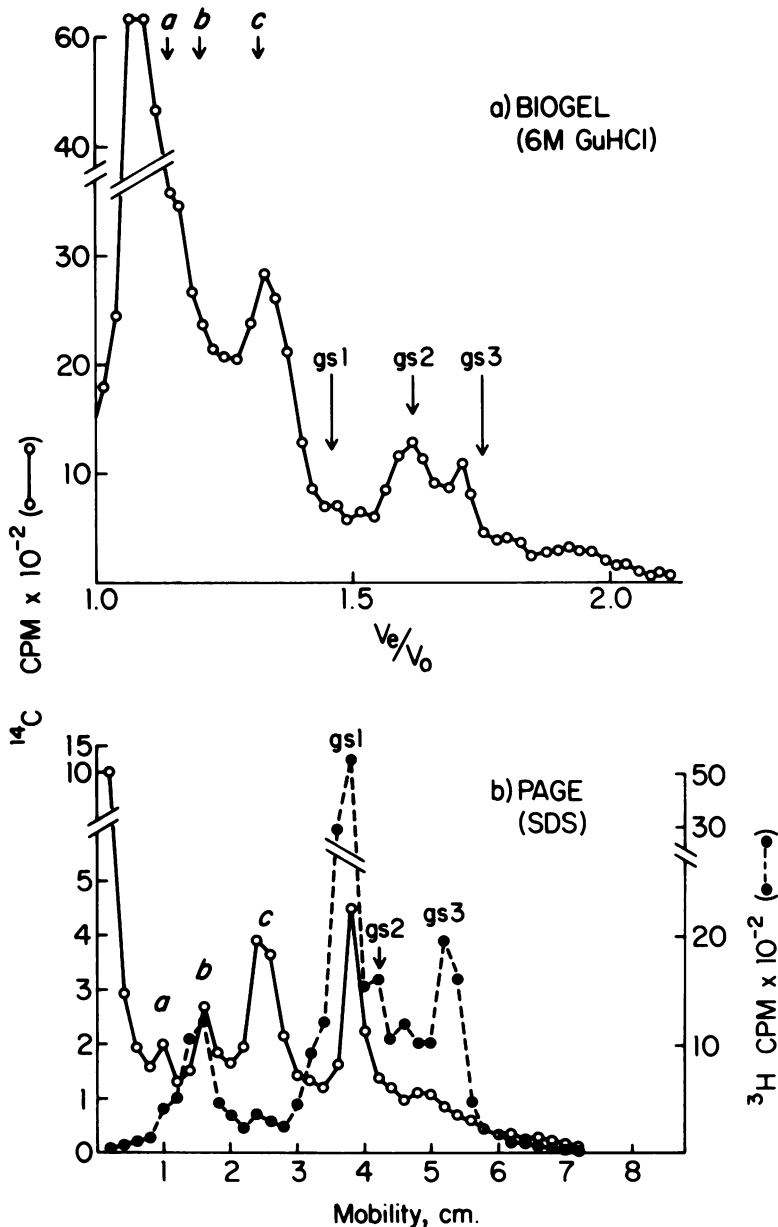 60
a b c
a) BIOGEL
(6M GuHCl)
40
30
gs1 gs2 gs3
20
10
1.0 1.5 2.0
Ve/Vo
¹⁴C CPM x 10⁻² (o—o)
15
10
gs1
b) PAGE
(SDS)
50
30
5
4
c
gs2
gs3
20
3
b
a
2
10
1
0
1 2 3 4 5 6 7 8
Mobility, cm.
³H CPM x 10⁻² (●--●)